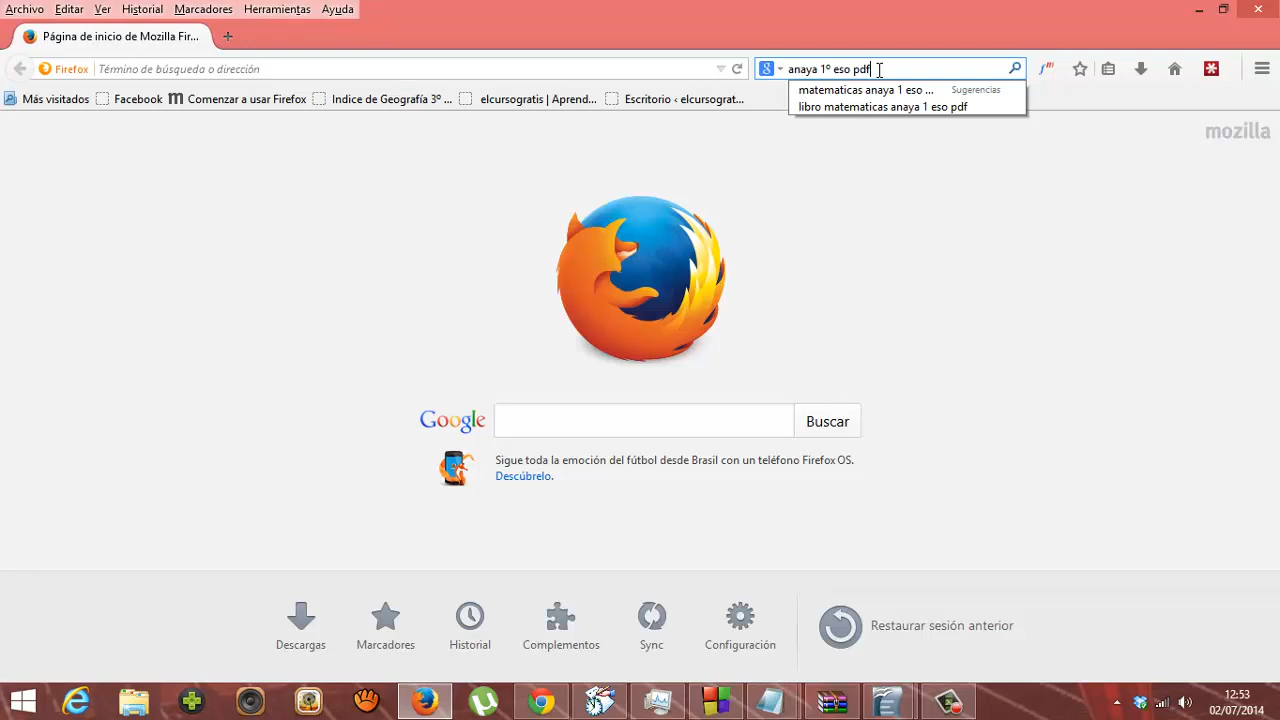 Archivo Editar Ver Historial Marcadores Herramientas Ayuda
Página de inicio de Mozilla Fir...
Firefox Término de búsqueda o dirección
anaya 1º eso pdf
Más visitados Facebook Comenzar a usar Firefox Indice de Geografía 3º ... elcursogratis | Aprend... Escritorio ‹ elcursograt...
matematicas anaya 1 eso ... Sugerencias
libro matematicas anaya 1 eso pdf
mozilla
Google Buscar
Sigue toda la emoción del fútbol desde Brasil con un teléfono Firefox OS.
Descúbrelo.
Descargas Marcadores Historial Complementos Sync Configuración
Restaurar sesión anterior
12:53
02/07/2014